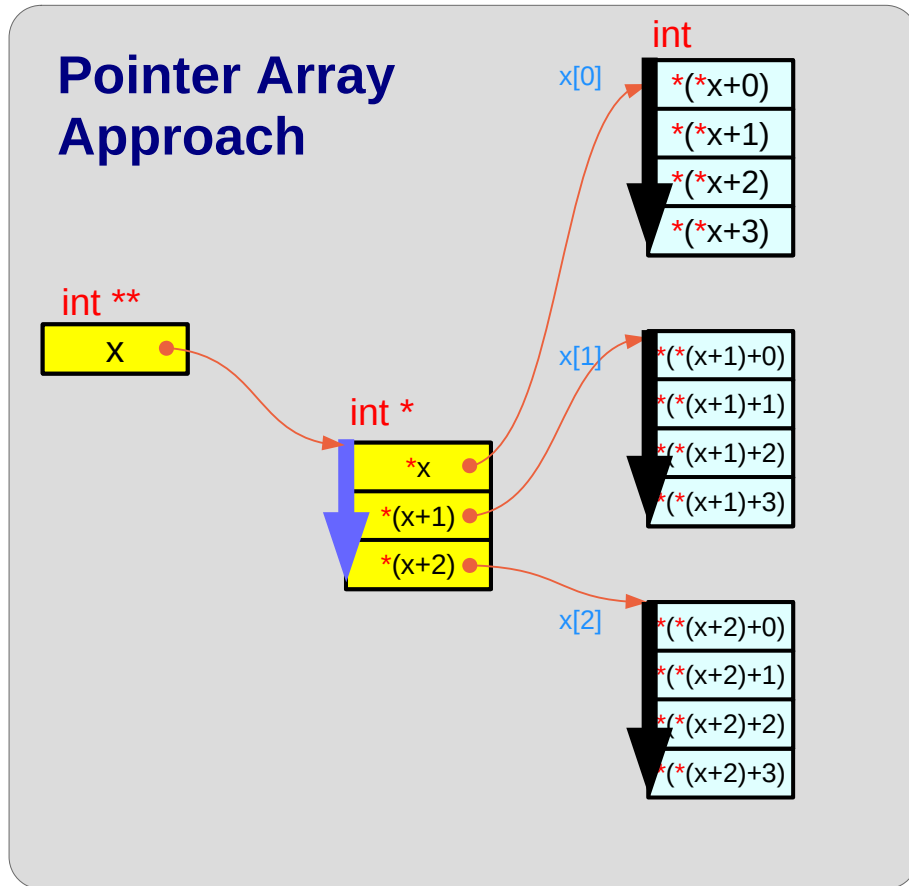 Pointer Array
Approach
int **
x
int *
*x
*(x+1)
*(x+2)
x[0]
int
*(*x+0)
*(*x+1)
*(*x+2)
*(*x+3)
x[1]
*(*(x+1)+0)
*(*(x+1)+1)
*(*(x+1)+2)
*(*(x+1)+3)
x[2]
*(*(x+2)+0)
*(*(x+2)+1)
*(*(x+2)+2)
*(*(x+2)+3)